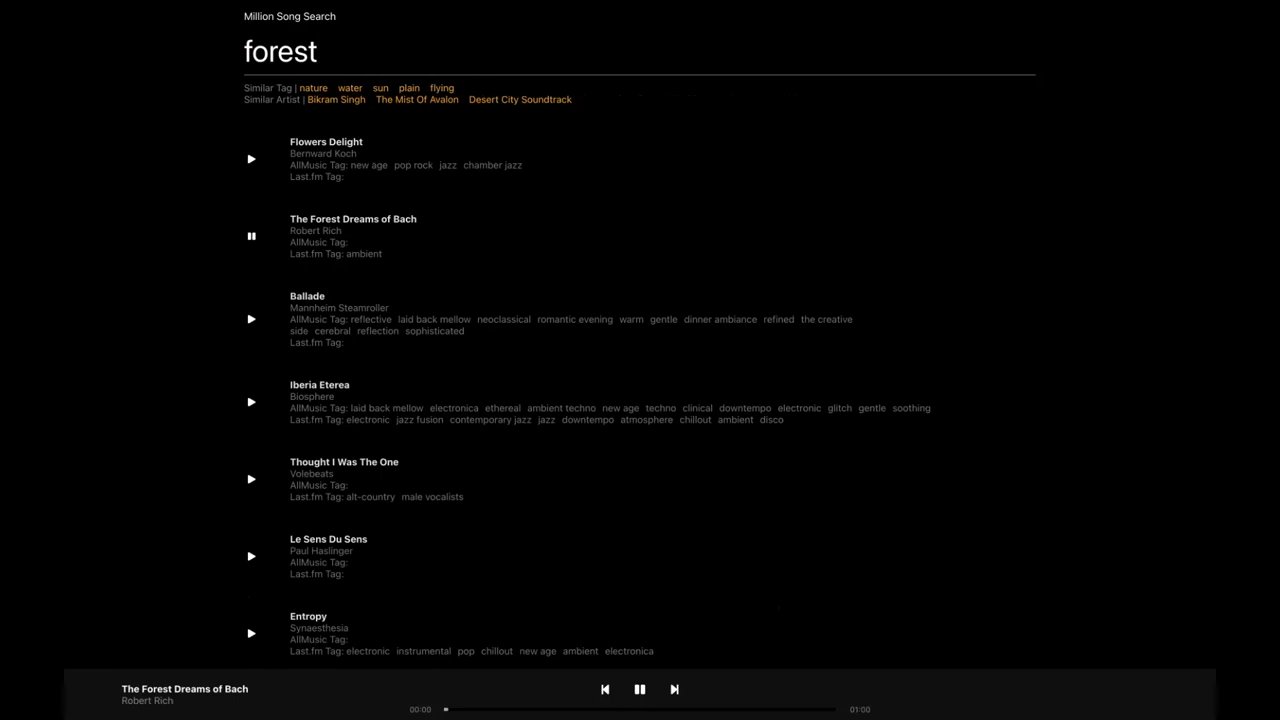 Million Song Search
forest
Similar Tag | nature water sun plain flying
Similar Artist | Bikram Singh The Mist Of Avalon Desert City Soundtrack
Flowers Delight
Bernward Koch
AllMusic Tag: new age pop rock jazz chamber jazz
Last.fm Tag:
The Forest Dreams of Bach
Robert Rich
AllMusic Tag:
Last.fm Tag: ambient
Ballade
Mannheim Steamroller
AllMusic Tag: reflective laid back mellow neoclassical romantic evening warm gentle dinner ambiance refined the creative
side cerebral reflection sophisticated
Last.fm Tag:
Iberia Eterea
Biosphere
AllMusic Tag: laid back mellow electronica ethereal ambient techno new age techno clinical downtempo electronic glitch gentle soothing
Last.fm Tag: electronic jazz fusion contemporary jazz jazz downtempo atmosphere chillout ambient disco
Thought I Was The One
Volebeats
AllMusic Tag:
Last.fm Tag: alt-country male vocalists
Le Sens Du Sens
Paul Haslinger
AllMusic Tag:
Last.fm Tag:
Entropy
Synaesthesia
AllMusic Tag:
Last.fm Tag: electronic instrumental pop chillout new age ambient electronica
The Forest Dreams of Bach
Robert Rich
00:00 01:00